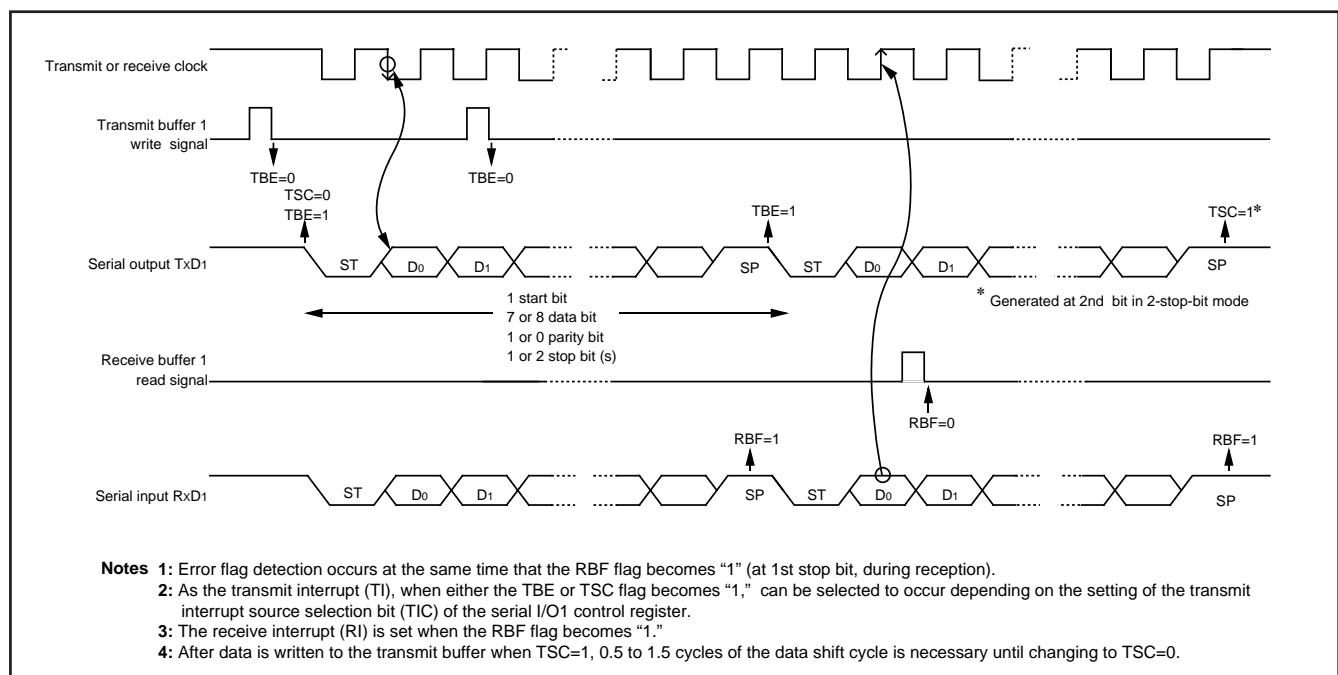 Transmit or receive clock
Transmit buffer 1
write signal
TBE=0
TSC=0
TBE=1
TBE=0
TBE=1
TSC=1*
Serial output TxD1
ST
D0
D1
SP
ST
D0
D1
SP
* Generated at 2nd bit in 2-stop-bit mode
1 start bit
7 or 8 data bit
1 or 0 parity bit
1 or 2 stop bit (s)
Receive buffer 1
read signal
RBF=0
RBF=1
RBF=1
Serial input RxD1
ST
D0
D1
SP
ST
D0
D1
SP
Notes 1: Error flag detection occurs at the same time that the RBF flag becomes “1” (at 1st stop bit, during reception).
2: As the transmit interrupt (TI), when either the TBE or TSC flag becomes “1,” can be selected to occur depending on the setting of the transmit
interrupt source selection bit (TIC) of the serial I/O1 control register.
3: The receive interrupt (RI) is set when the RBF flag becomes “1.”
4: After data is written to the transmit buffer when TSC=1, 0.5 to 1.5 cycles of the data shift cycle is necessary until changing to TSC=0.